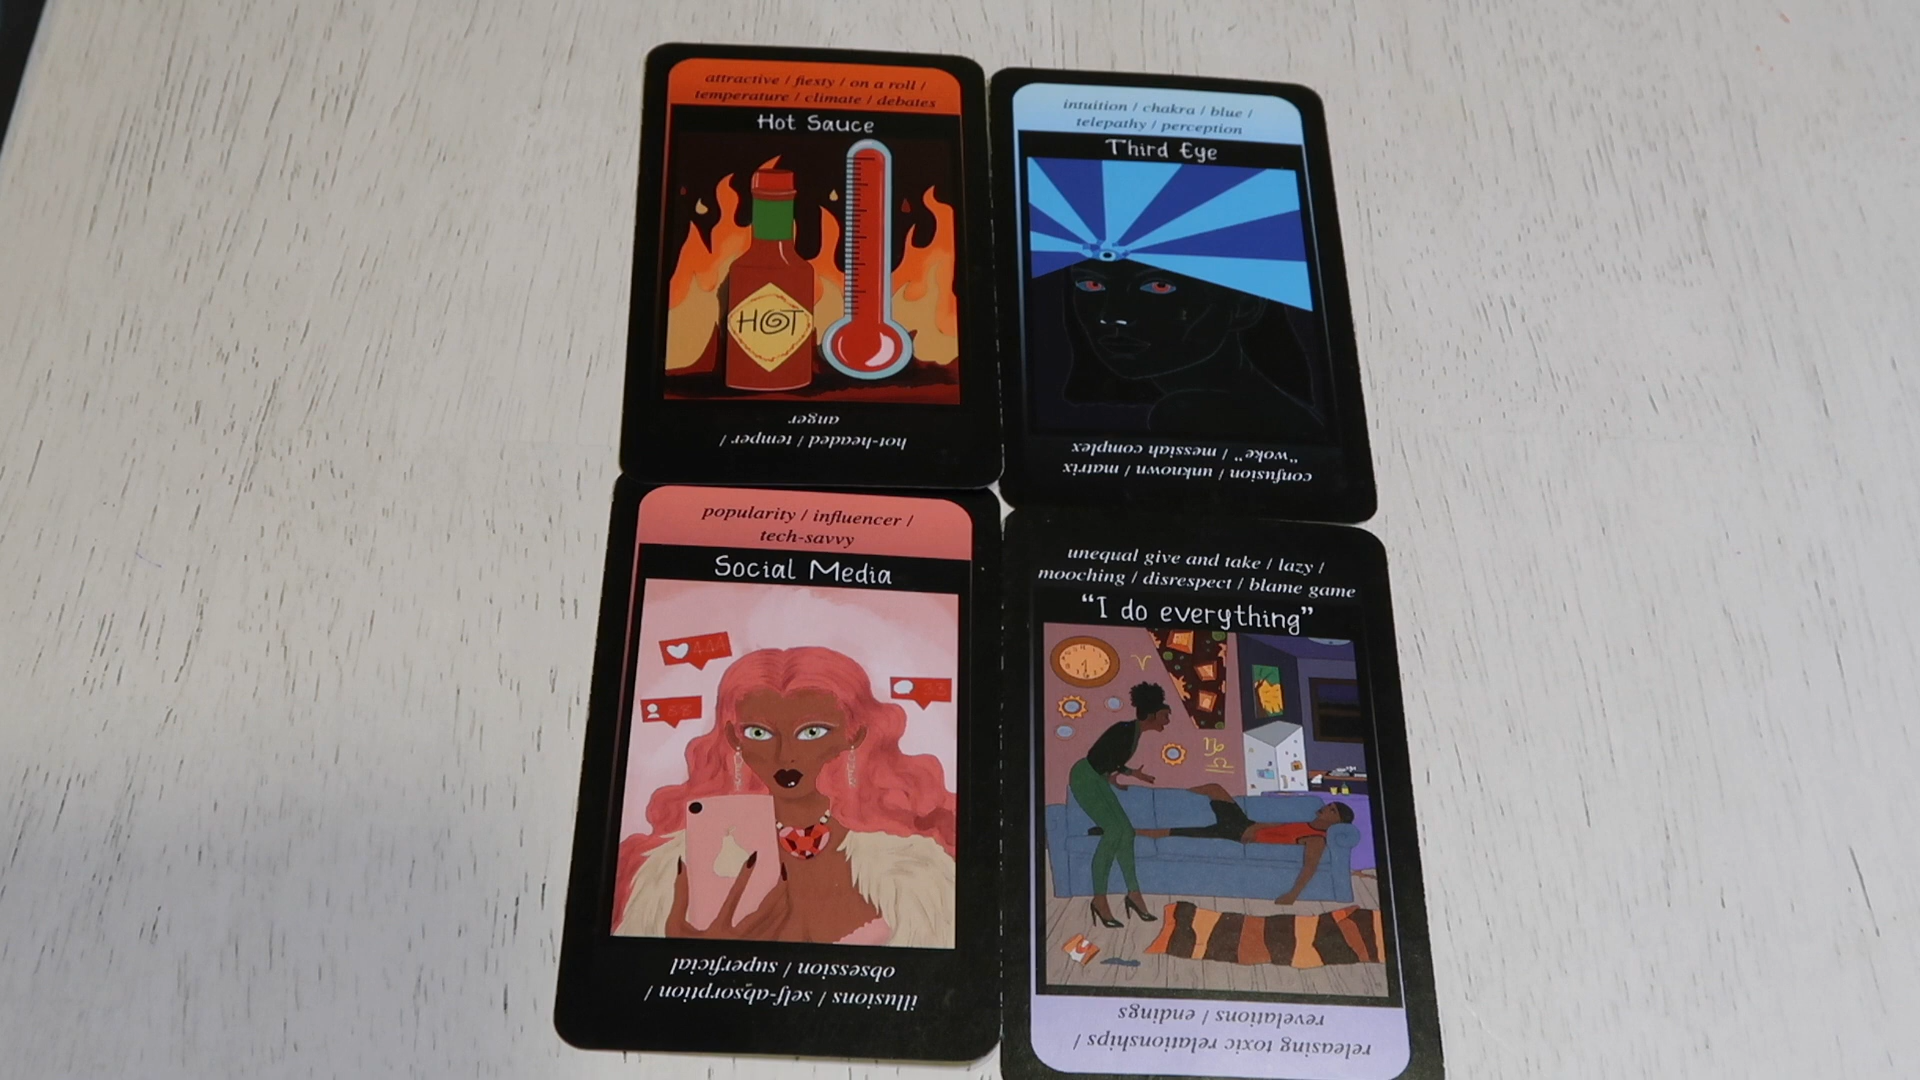 attractive / fiesty / on a roll /
temperature / climate / debates
Hot Sauce
HOT
hot-headed temper /
anger
intuition / chakra / blue /
telepathy / perception
Third Eye
confusion / unknown / matrix
"woke" / messiah complex
popularity / influencer /
tech-savvy
Social Media
illusions / self-absorption /
obsession / superficial
unequal give and take / lazy /
mooching / disrespect / blame game
"I do everything"
releasing toxic relationships /
revelations / endings